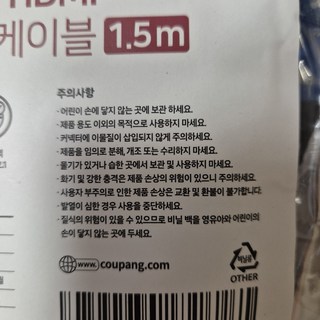 HDMI
케이블 1.5m
주의사항
· 어린이 손에 닿지 않는 곳에 보관 하세요.
· 제품 용도 이외의 목적으로 사용하지 마세요.
· 커넥터에 이물질이 삽입되지 않게 주의하세요.
· 제품을 임의로 분해, 개조 또는 수리하지 마세요.
· 물기가 있거나 습한 곳에서 보관 및 사용하지 마세요.
· 화기 및 강한 충격은 제품 손상의 위험이 있으니 주의하세요.
· 사용자 부주의로 인한 제품 손상은 교환 및 환불이 불가합니다.
· 발열이 심한 경우 사용을 중단하세요.
· 질식의 위험이 있을 수 있으므로 비닐 백을 영유아와 어린이의
손이 닿지 않는 곳에 두세요.
www.coupang.com
비닐류
OTHER